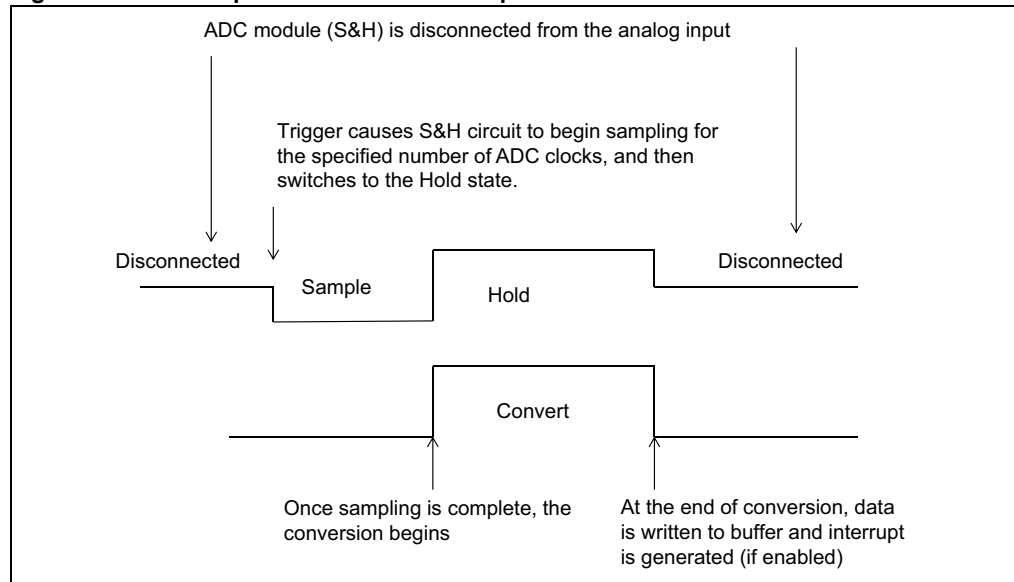 ADC module (S&H) is disconnected from the analog input
Trigger causes S&H circuit to begin sampling for
the specified number of ADC clocks, and then
switches to the Hold state.
Disconnected
Disconnected
Sample
Hold
Convert
Once sampling is complete, the
conversion begins
At the end of conversion, data
is written to buffer and interrupt
is generated (if enabled)